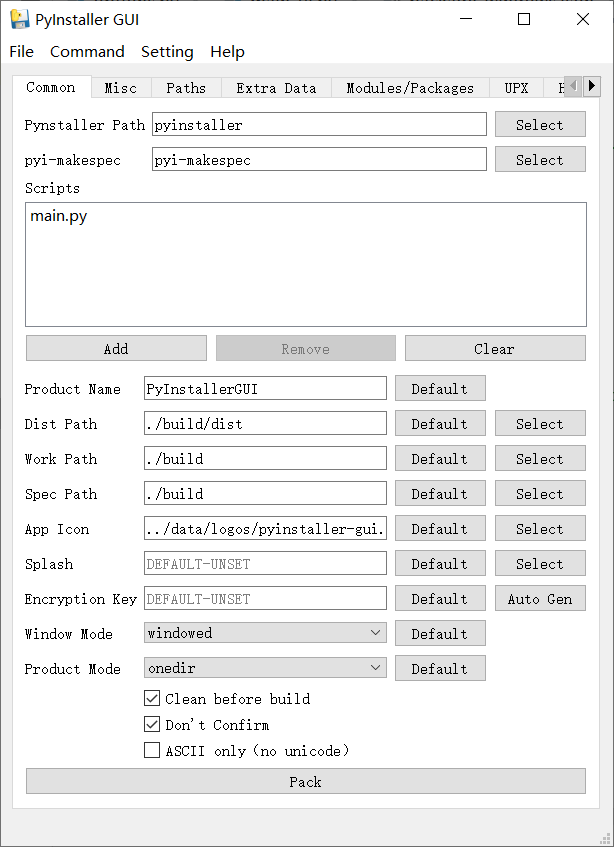 PyInstaller GUI
File Command Setting Help
Common Misc Paths Extra Data Modules/Packages UPX
Pynstaller Path pyinstaller Select
pyi-makespec pyi-makespec Select
Scripts
main.py
Add Remove Clear
Product Name PyInstallerGUI Default
Dist Path ./build/dist Default Select
Work Path ./build Default Select
Spec Path ./build Default Select
App Icon ../data/logos/pyinstaller-gui. Default Select
Splash DEFAULT-UNSET Default Select
Encryption Key DEFAULT-UNSET Default Auto Gen
Window Mode windowed Default
Product Mode onedir Default
Clean before build
Don't Confirm
ASCII only (no unicode)
Pack